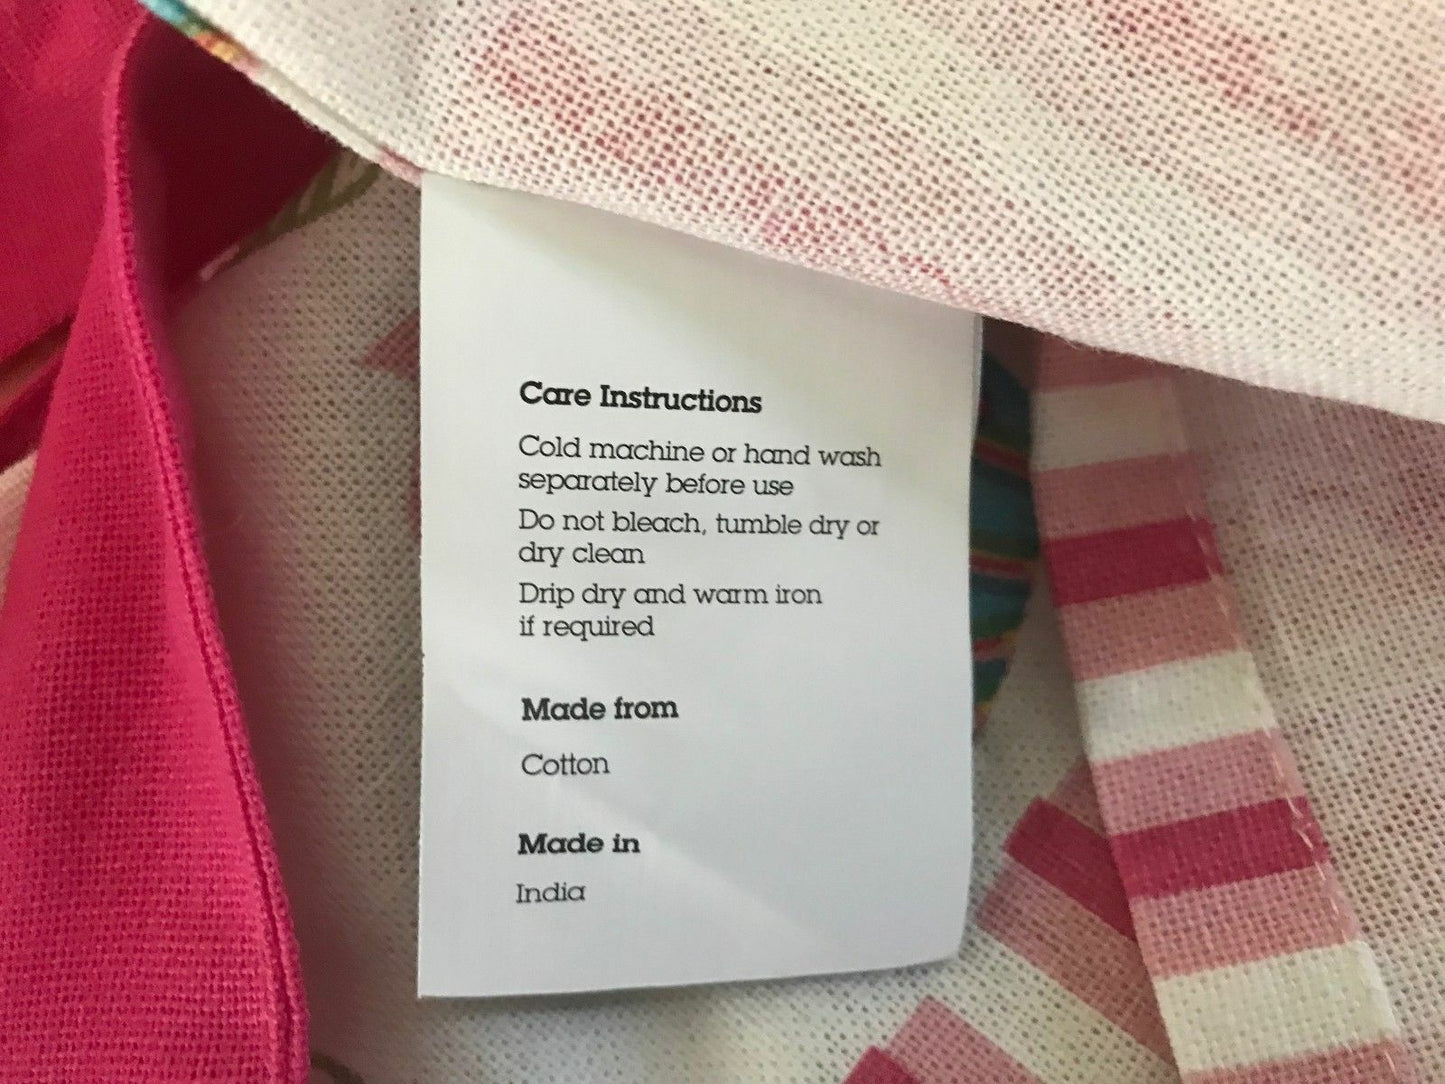 Care Instructions
Cold machine or hand wash
separately before use
Do not bleach, tumble dry or
dry clean
Drip dry and warm iron
if required
Made from
Cotton
Made in
India